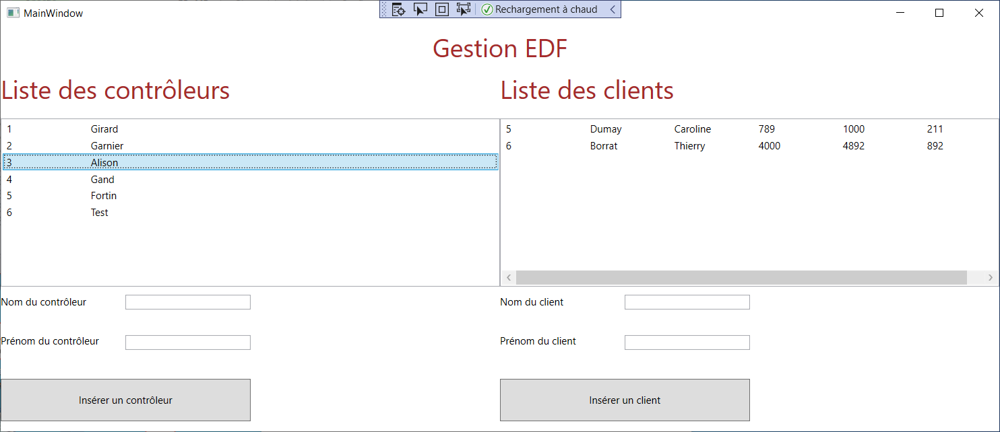 MainWindow
Rechargement à chaud
Gestion EDF
Liste des contrôleurs
1 Girard
2 Garnier
3 Alison
4 Gand
5 Fortin
6 Test
Nom du contrôleur
Prénom du contrôleur
Insérer un contrôleur
Liste des clients
5 Dumay Caroline 789 1000 211
6 Borrat Thierry 4000 4892 892
Nom du client
Prénom du client
Insérer un client